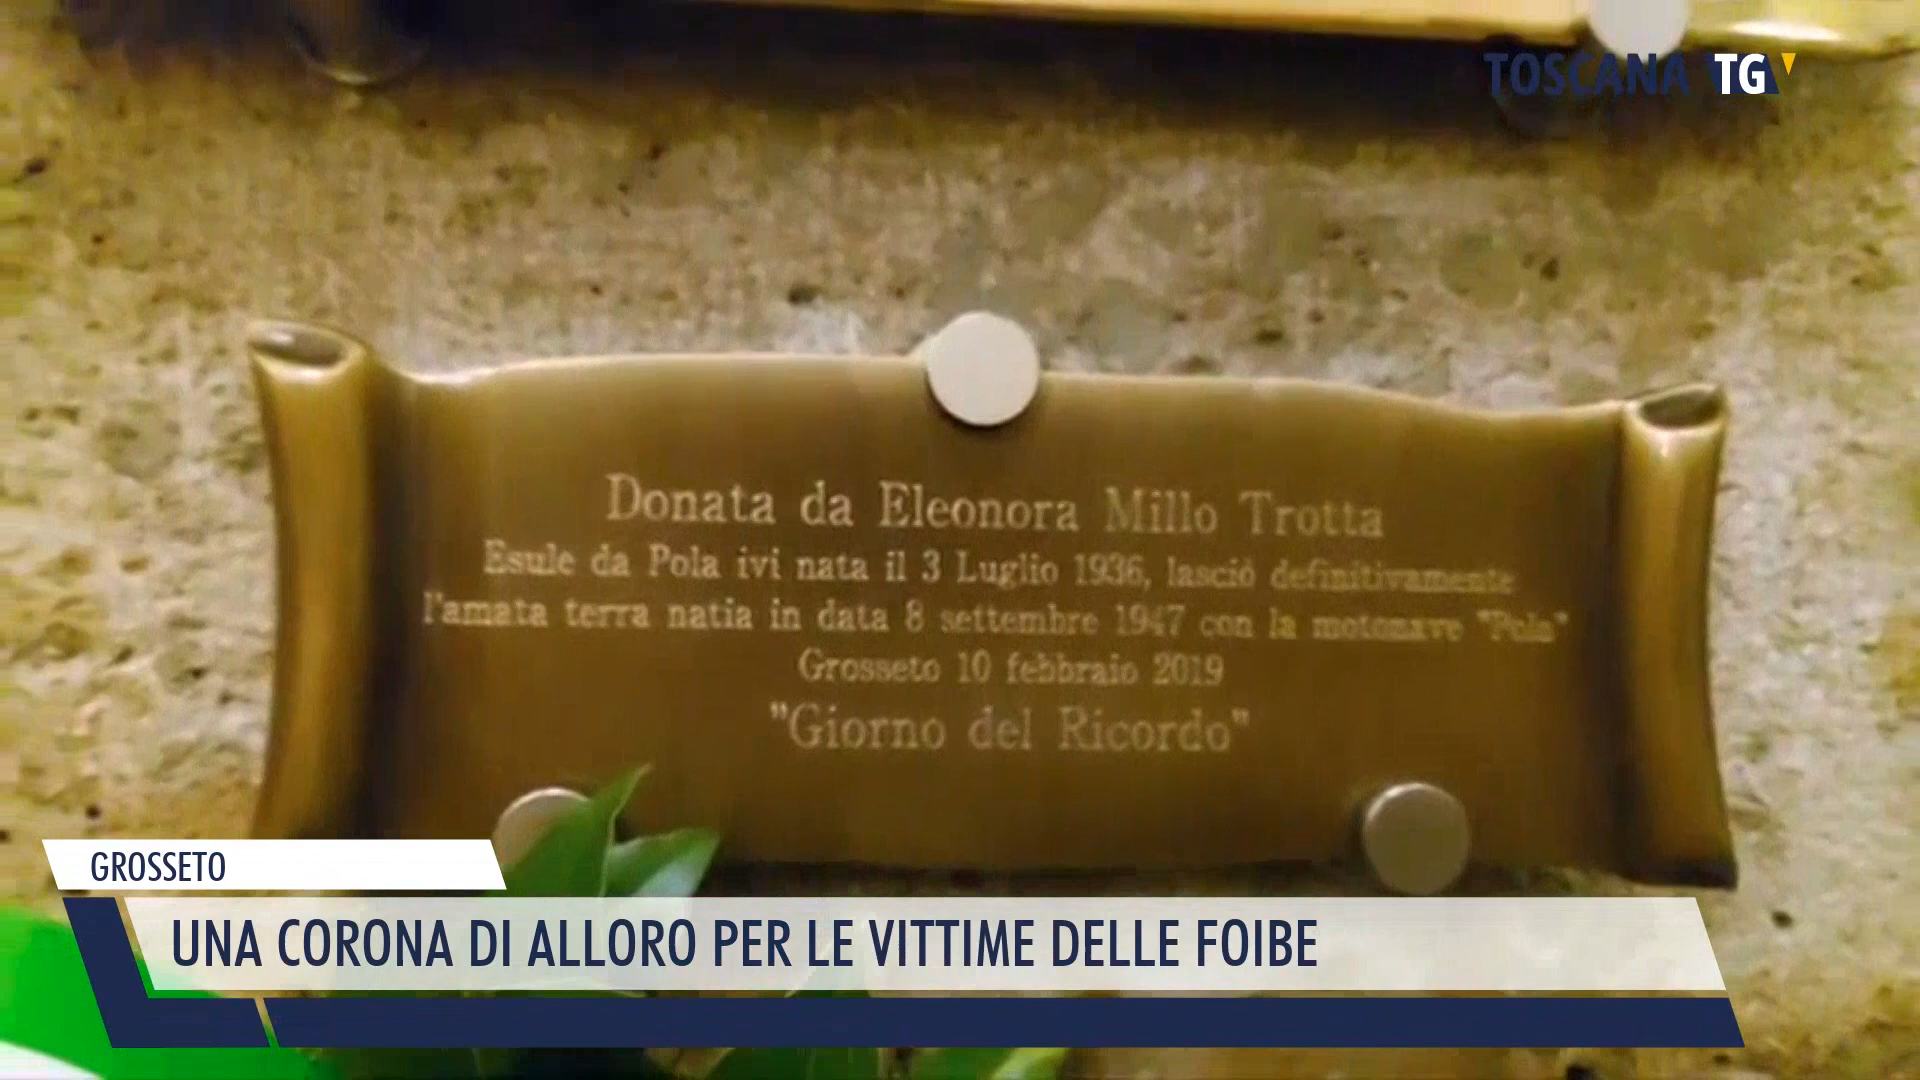 TOSCANA TG
Donata da Eleonora Millo Trotta
Esule da Pola ivi nata il 3 Luglio 1936, lasciò definitivamente
l'amata terra natia in data 8 settembre 1947 con la motonave "Pola"
Grosseto 10 febbraio 2019
"Giorno del Ricordo"
GROSSETO
UNA CORONA DI ALLORO PER LE VITTIME DELLE FOIBE